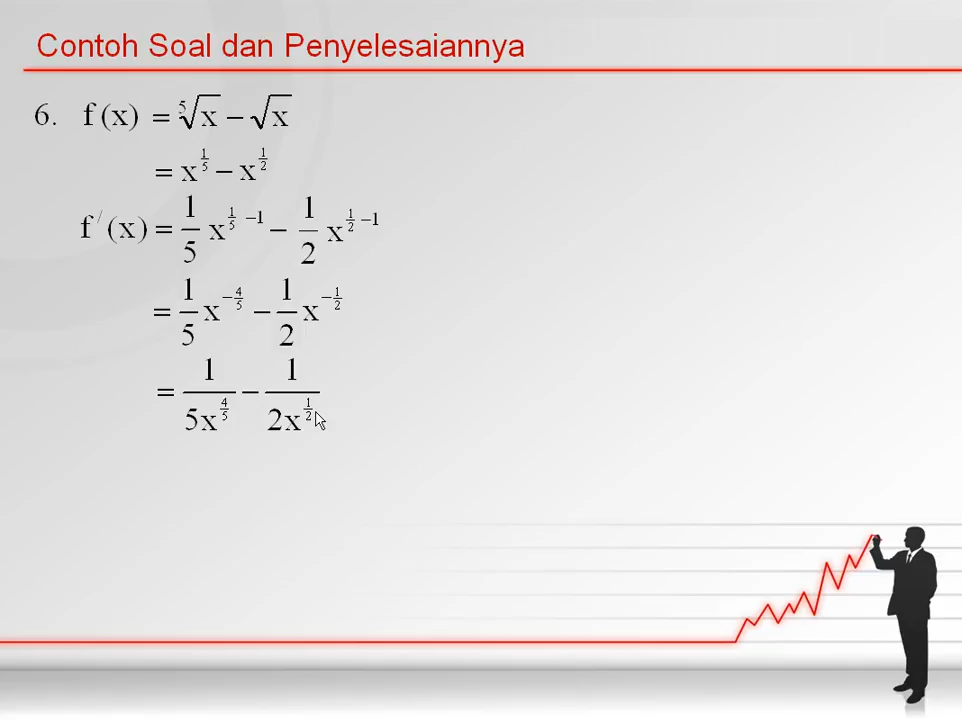 Contoh Soal dan Penyelesaiannya
6. f(x) = ⁵√x − √x
= x^(1/5) − x^(1/2)
f′(x) = 1/5 x^(1/5 −1) − 1/2 x^(1/2 −1)
= 1/5 x^(−4/5) − 1/2 x^(−1/2)
= 1/(5x^(4/5)) − 1/(2x^(1/2))